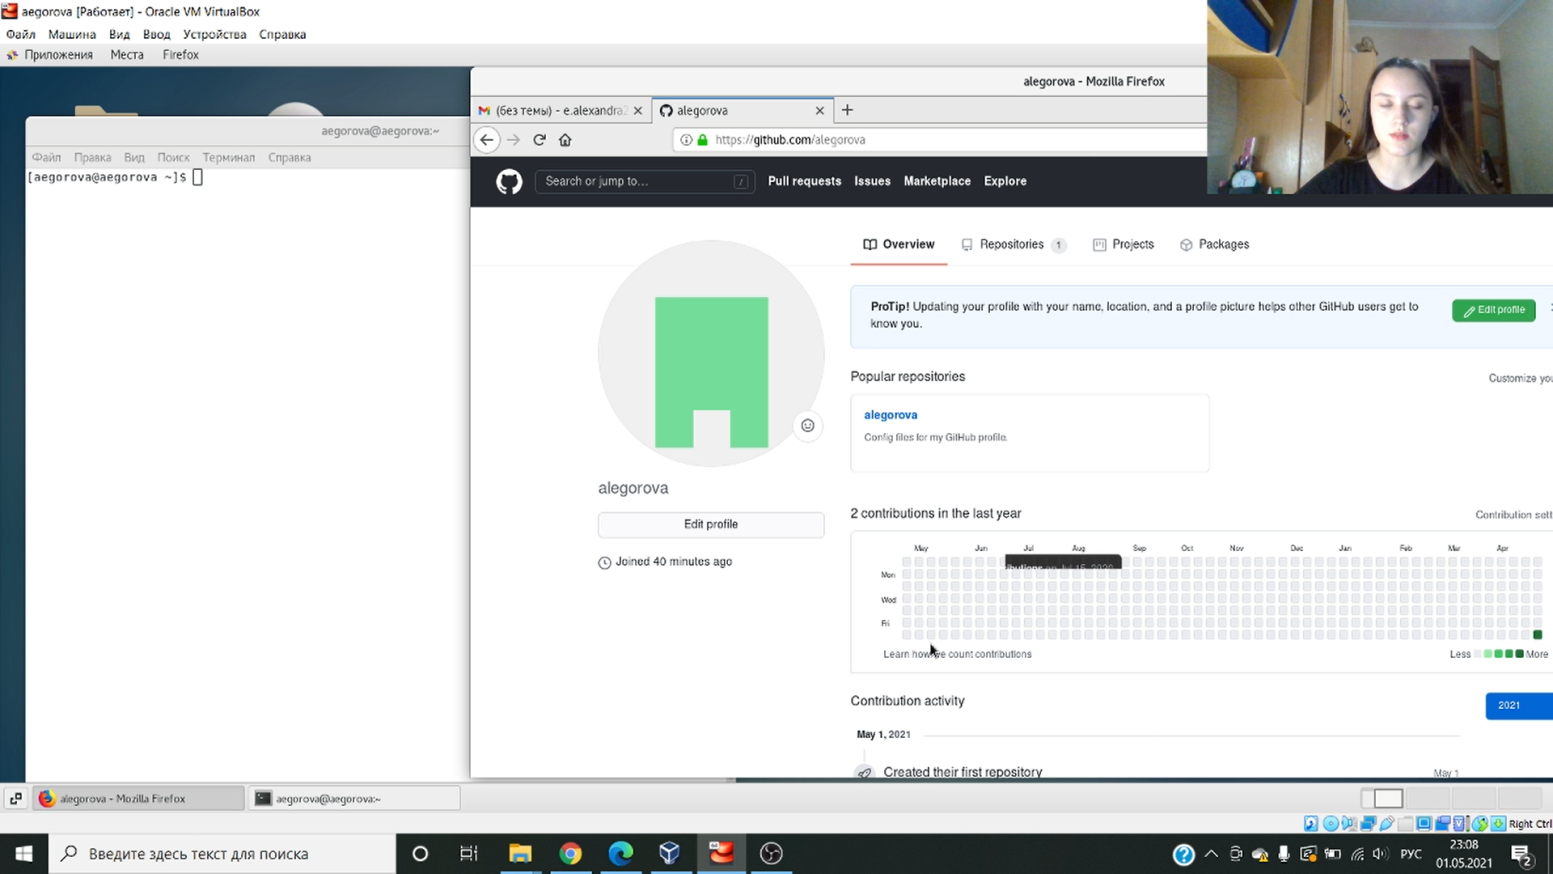 aegorova [Работает] - Oracle VM VirtualBox
Файл Машина Вид Ввод Устройства Справка
Приложения Места Firefox
alegorova - Mozilla Firefox
aegorova@aegorova:~
(без темы) - e.alexandra
alegorova
https://github.com/alegorova
Файл Правка Вид Поиск Терминал Справка
[aegorova@aegorova ~]$
Search or jump to... /
Pull requests Issues Marketplace Explore
Overview Repositories 1 Projects Packages
ProTip! Updating your profile with your name, location, and a profile picture helps other GitHub users get to
know you.
Edit profile
Popular repositories
Customize you
alegorova
Config files for my GitHub profile.
alegorova
Edit profile
Joined 40 minutes ago
2 contributions in the last year
Contribution sett
May Jun Jul Aug Sep Oct Nov Dec Jan Feb Mar Apr
Mon
Wed
Fri
Learn how we count contributions
Less More
Contribution activity
2021
May 1, 2021
Created their first repository
May 1
alegorova - Mozilla Firefox
aegorova@aegorova:~
Right Ctrl
Введите здесь текст для поиска
РУС
23:08
01.05.2021
2